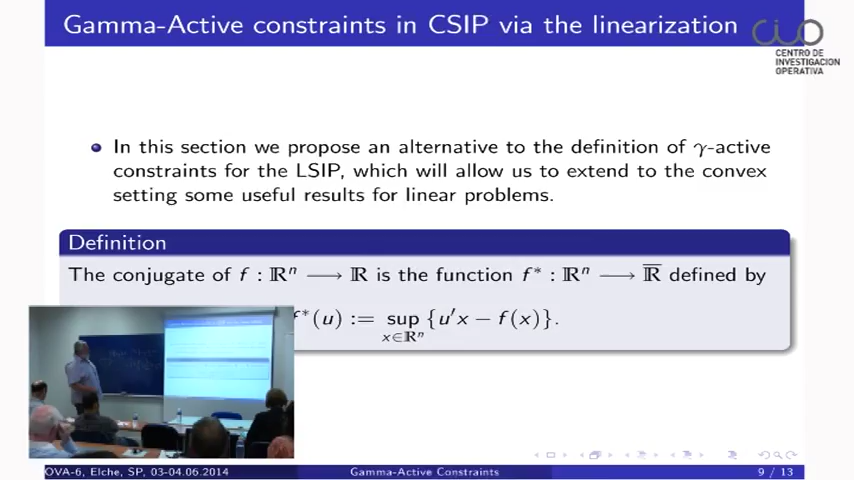 Gamma-Active constraints in CSIP via the linearization
CIO
CENTRO DE
INVESTIGACION
OPERATIVA
In this section we propose an alternative to the definition of γ-active
constraints for the LSIP, which will allow us to extend to the convex
setting some useful results for linear problems.
Definition
The conjugate of f : ℝⁿ ⟶ ℝ is the function f* : ℝⁿ ⟶ ℝ̅ defined by
f*(u) := sup {u′x − f(x)}.
x∈ℝⁿ
OVA-6, Elche, SP, 03-04.06.2014
Gamma-Active Constraints
9 / 13